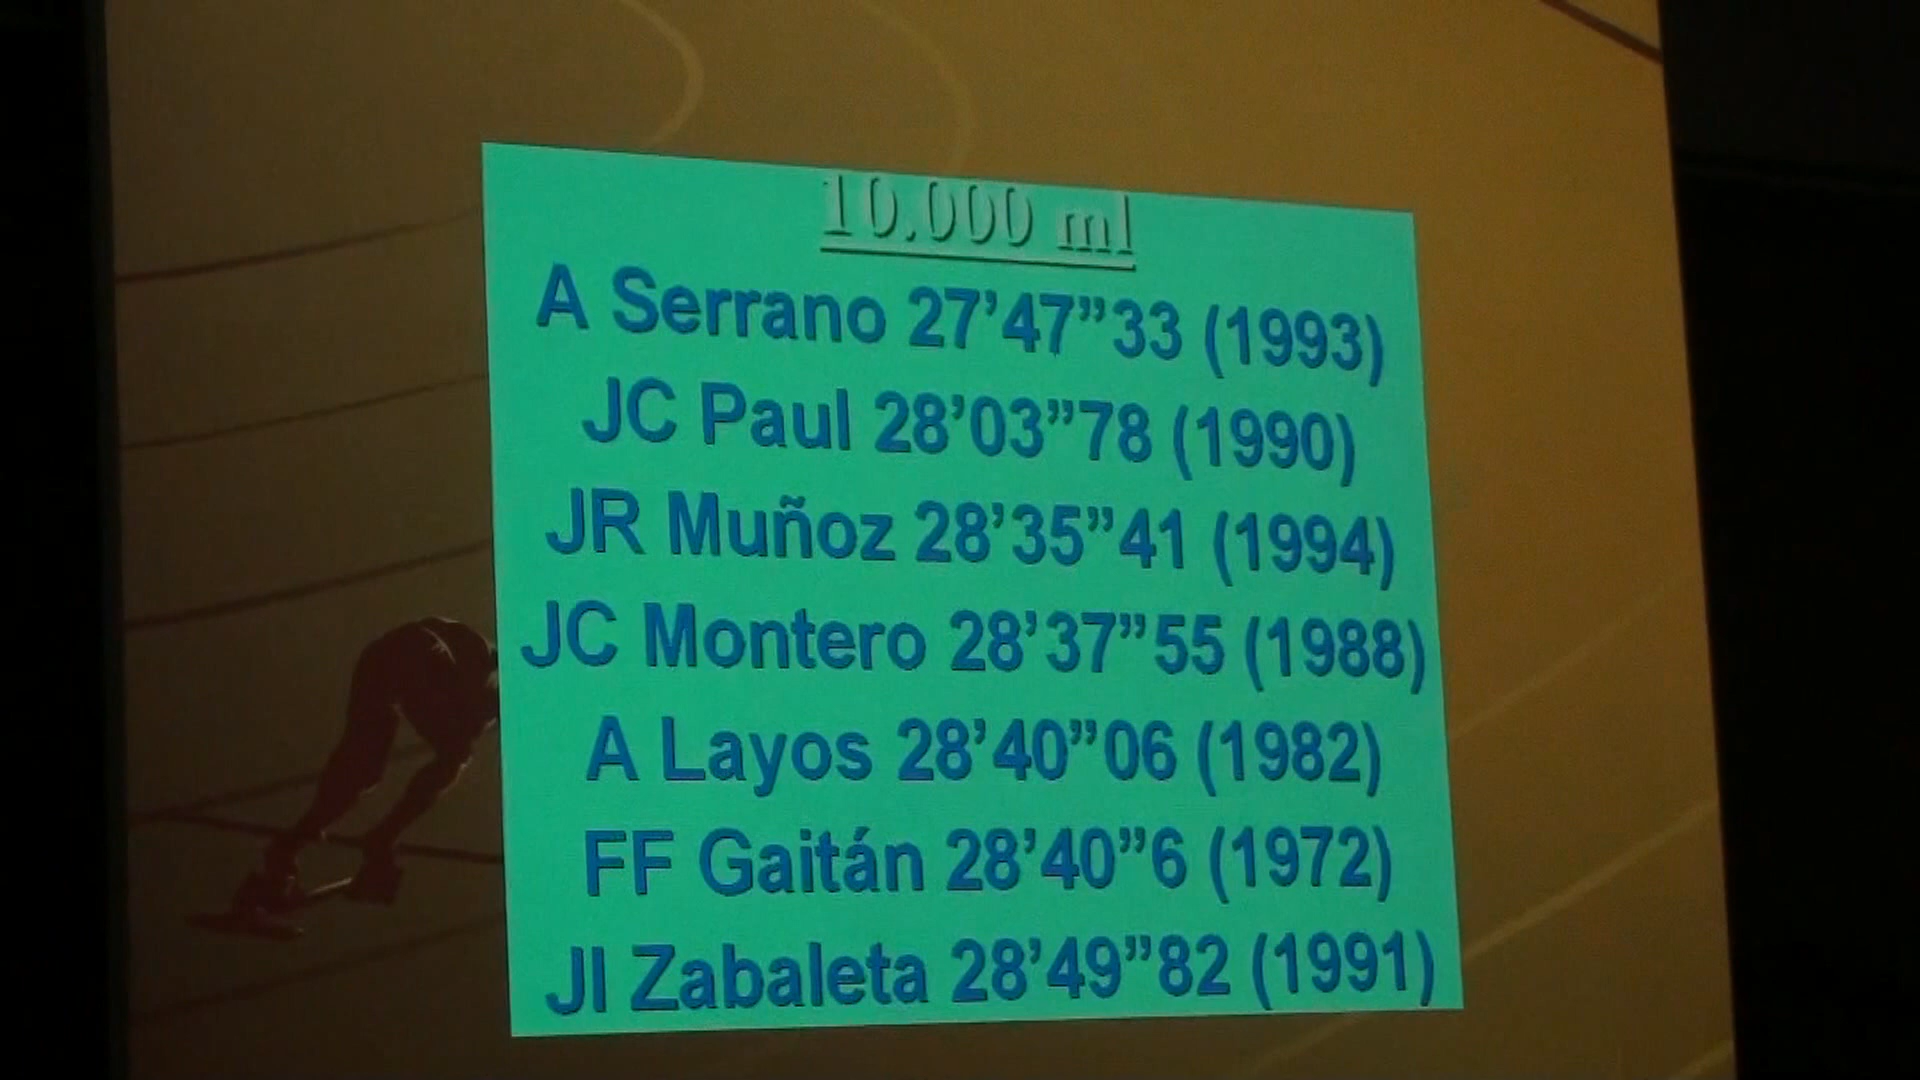 10.000 ml
A Serrano 27’47”33 (1993)
JC Paul 28’03”78 (1990)
JR Muñoz 28’35”41 (1994)
JC Montero 28’37”55 (1988)
A Layos 28’40”06 (1982)
FF Gaitán 28’40”6 (1972)
JI Zabaleta 28’49”82 (1991)